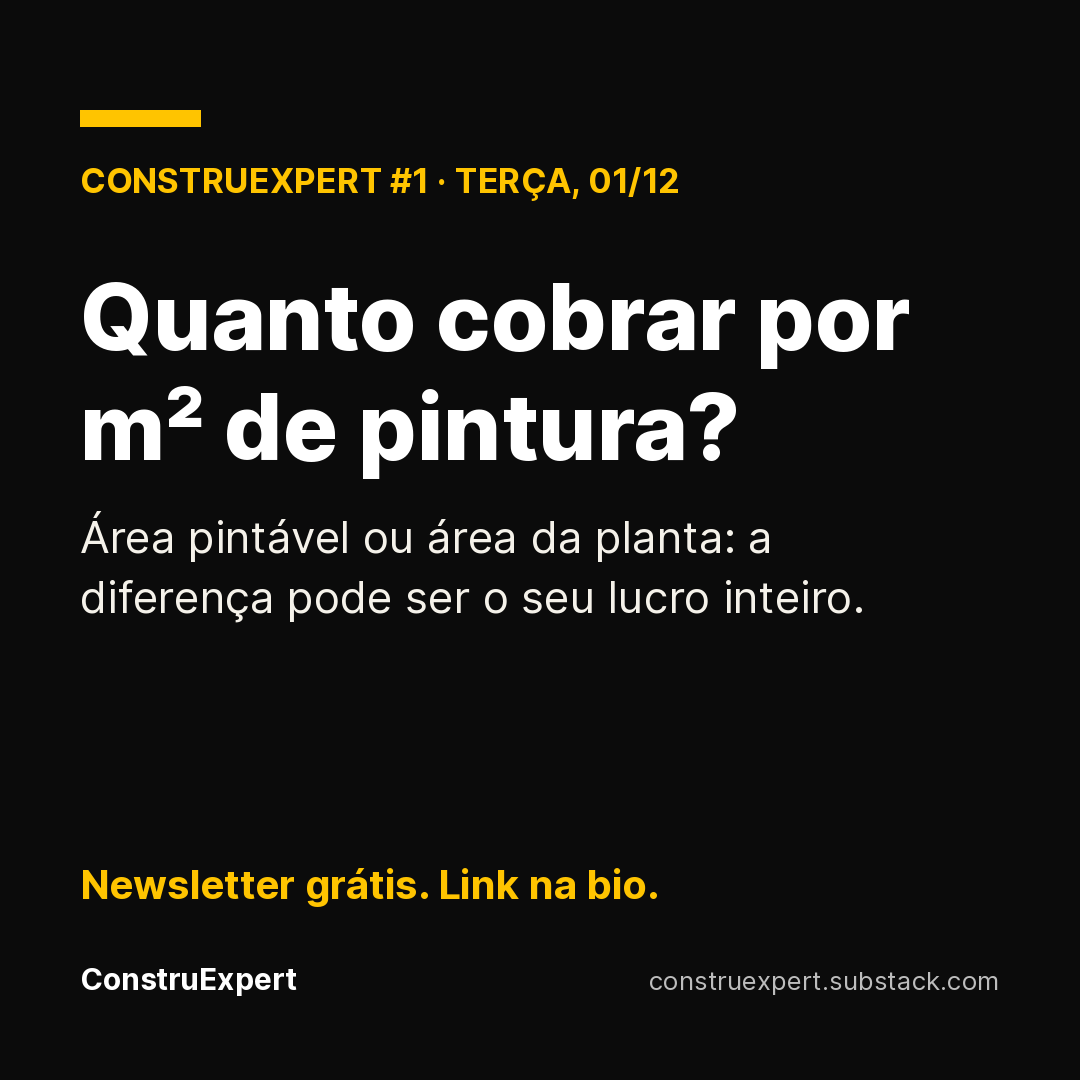 CONSTRUEXPERT #1 · TERÇA, 01/12
Quanto cobrar por
m² de pintura?
Área pintável ou área da planta: a
diferença pode ser o seu lucro inteiro.
Newsletter grátis. Link na bio.
ConstruExpert
construexpert.substack.com